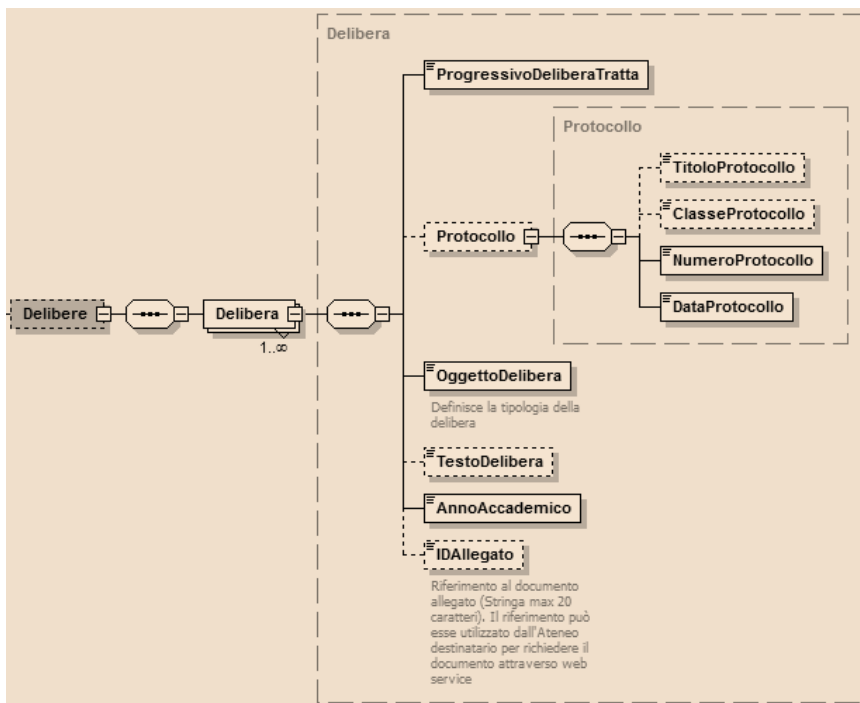 Delibera
ProgressivoDeliberaTratta
Protocollo
TitoloProtocollo
ClasseProtocollo
Protocollo
NumeroProtocollo
DataProtocollo
Delibere
Delibera
1..∞
OggettoDelibera
Definisce la tipologia della
delibera
TestoDelibera
AnnoAccademico
IDAllegato
Riferimento al documento
allegato (Stringa max 20
caratteri). Il riferimento può
esse utilizzato dall'Ateneo
destinatario per richiedere il
documento attraverso web
service